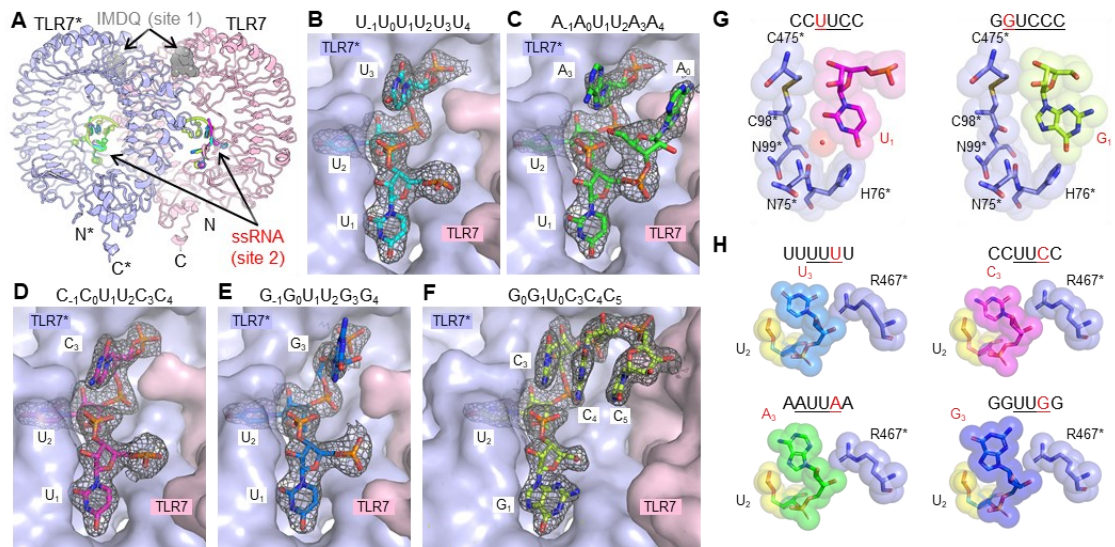 A
IMDQ (site 1)
TLR7*
TLR7
N*
N
C*
C
ssRNA
(site 2)
B
U-1U0U1U2U3U4
TLR7*
U3
U2
U1
TLR7
C
A-1A0U1U2A3A4
TLR7*
A3
A0
U2
U1
TLR7
D
C-1C0U1U2C3C4
TLR7*
C3
U2
U1
TLR7
E
G-1G0U1U2G3G4
TLR7*
G3
U2
U1
TLR7
F
G0G1U0C3C4C5
TLR7*
C3
C4
C5
U2
G1
TLR7
G
CCUUCC
C475*
C98*
N99*
N75*
H76*
U1
GGUCCC
C475*
C98*
N99*
N75*
H76*
G1
H
UUUUUU
U3
R467*
U2
CCUUCC
C3
R467*
U2
AAUUAA
A3
R467*
U2
GGUUGG
G3
R467*
U2